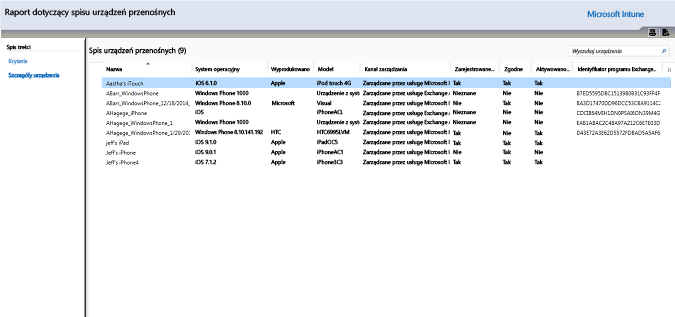 Raport dotyczący spisu urządzeń przenośnych
Microsoft Intune
Spis treści
Kryteria
Szczegóły urządzenia
Spis urządzeń przenośnych (9)
Wyszukaj urządzenia
Nazwa System operacyjny Wyprodukowano Model Kanał zarządzania Zarejestrowane... Zgodne Aktywowano... Identyfikator programu Exchange...
Aastha's iTouch iOS 6.1.0 Apple iPod touch 4G Zarządzane przez usługę Microsoft I Tak Tak Tak
ABarr_WindowsPhone Windows Phone 1000 Urządzenie z syst Zarządzane przez usługę Exchange A Nieznane Nie Nie
ABarr_WindowsPhone_12/18/2014_ Windows Phone 8.10.0 Microsoft Visual Zarządzane przez usługę Microsoft I Tak Nie Tak
AHagege_iPhone iOS iPhoneACL Zarządzane przez usługę Exchange A Nieznane Nie Nie
AHagege_WindowsPhone_1 Windows Phone 1000 Urządzenie z syst Zarządzane przez usługę Exchange A Nieznane Nie Nie
AHagege_WindowsPhone_1/29/201 Windows Phone 8.10.141.192 HTC HTC6995LVM Zarządzane przez usługę Microsoft I Tak Nie Tak
jeff's iPad iOS 9.1.0 Apple iPadOC5 Zarządzane przez usługę Microsoft I Tak Tak Tak
Jeff's iPhone iOS 9.0.1 Apple iPhoneAC1 Zarządzane przez usługę Microsoft I Nie Tak Nie
Jeff's iPhone4 iOS 7.1.2 Apple iPhone3C3 Zarządzane przez usługę Microsoft I Tak Tak Tak